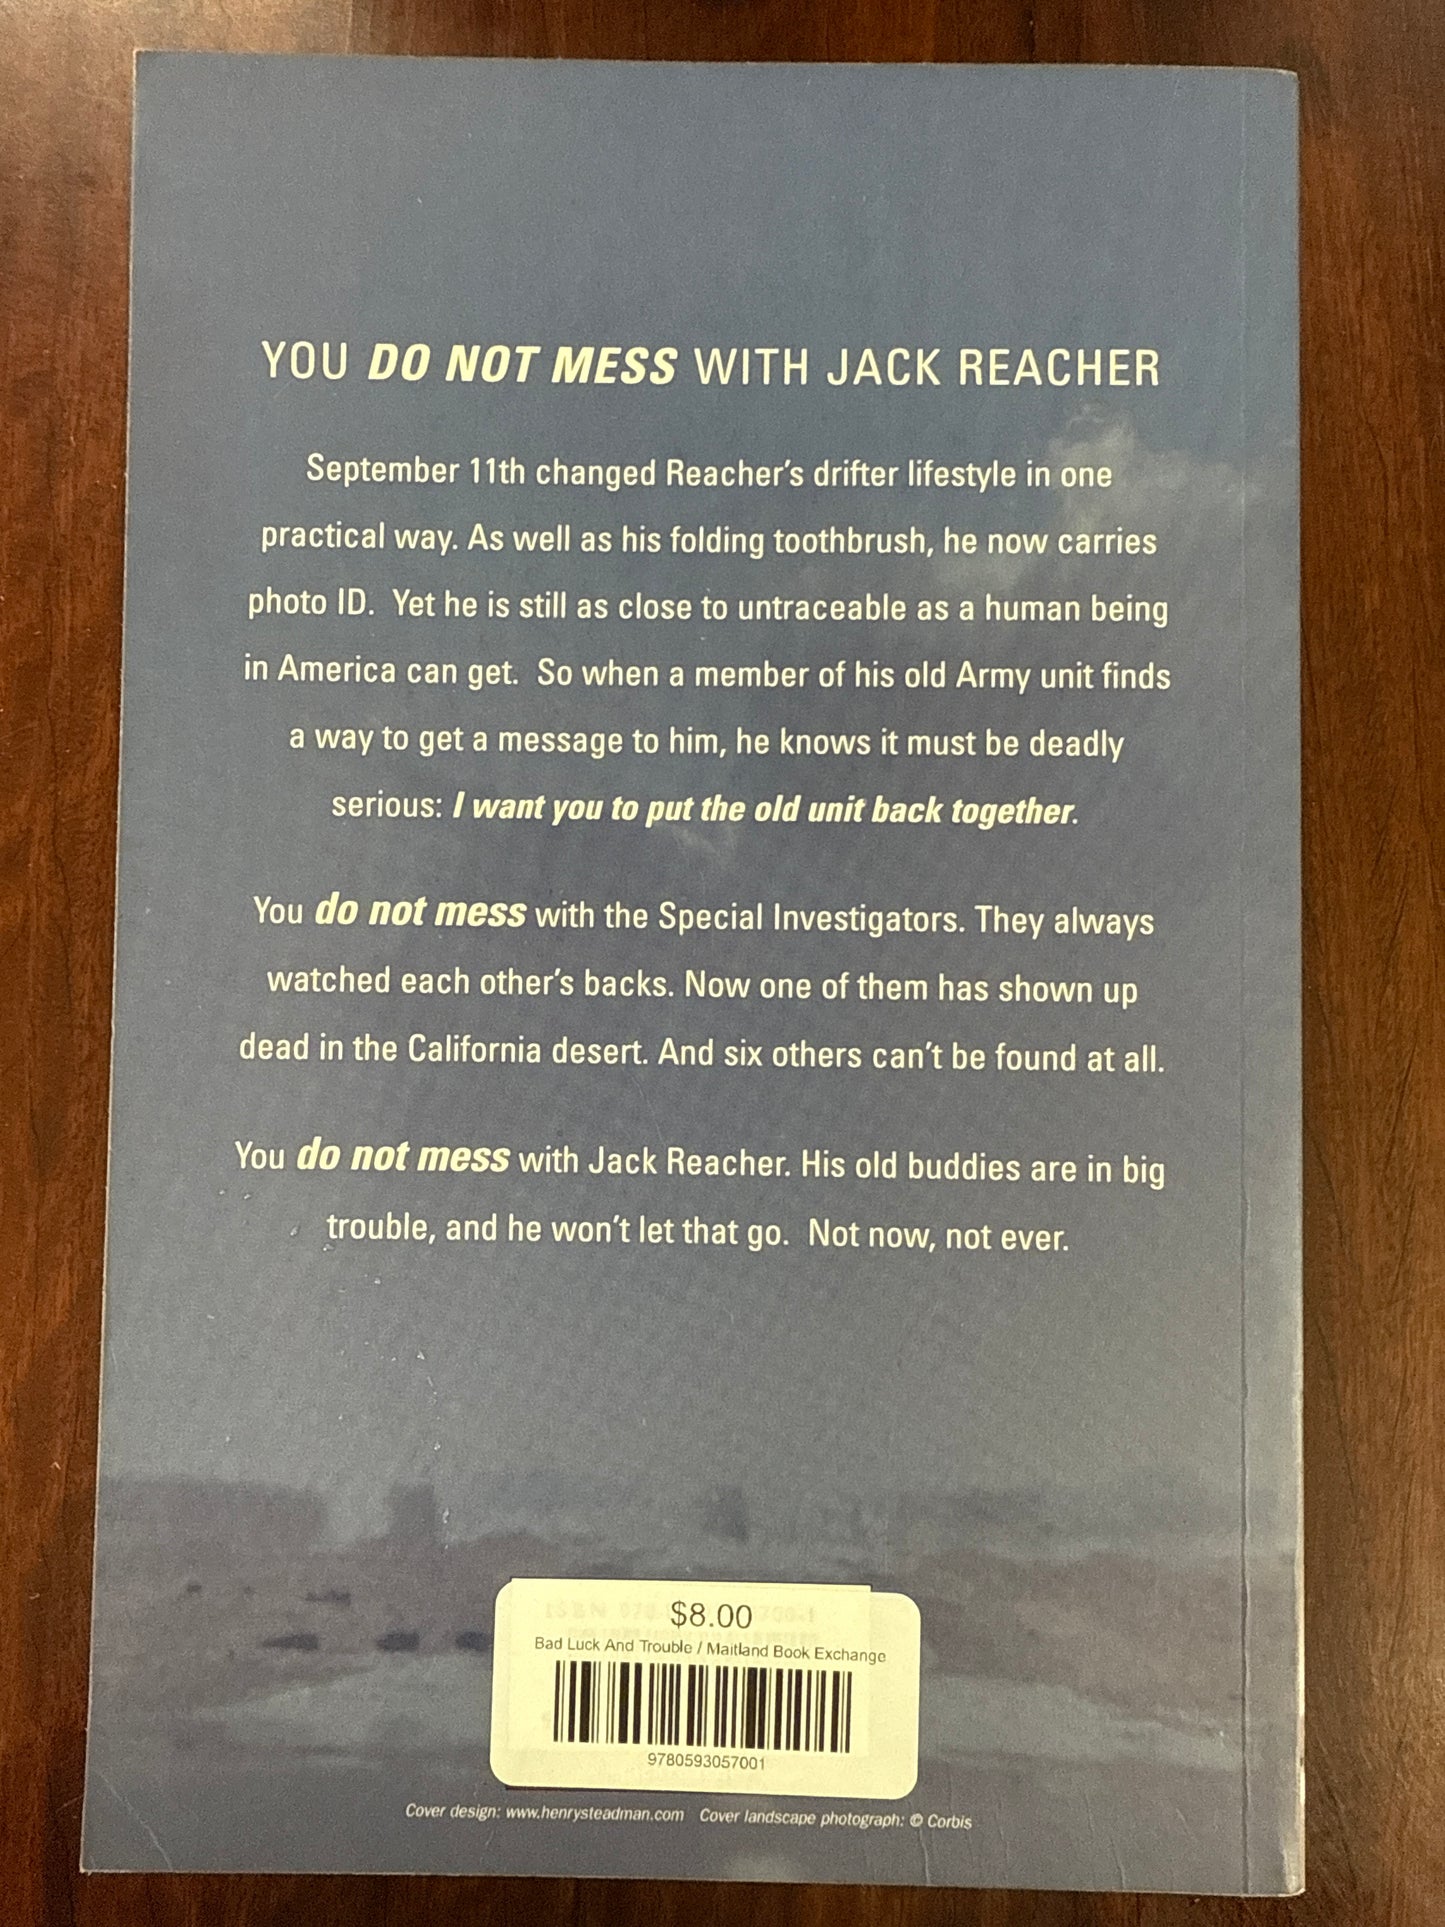 YOU DO NOT MESS WITH JACK REACHER
September 11th changed Reacher's drifter lifestyle in one
practical way. As well as his folding toothbrush, he now carries
photo ID. Yet he is still as close to untraceable as a human being
in America can get. So when a member of his old Army unit finds
a way to get a message to him, he knows it must be deadly
serious: I want you to put the old unit back together.
You do not mess with the Special Investigators. They always
watched each other's backs. Now one of them has shown up
dead in the California desert. And six others can't be found at all.
You do not mess with Jack Reacher. His old buddies are in big
trouble, and he won't let that go. Not now, not ever.
$8.00
Bad Luck And Trouble / Maitland Book Exchange
9780593057001
Cover design: www.henrysteadman.com Cover landscape photograph: © Corbis